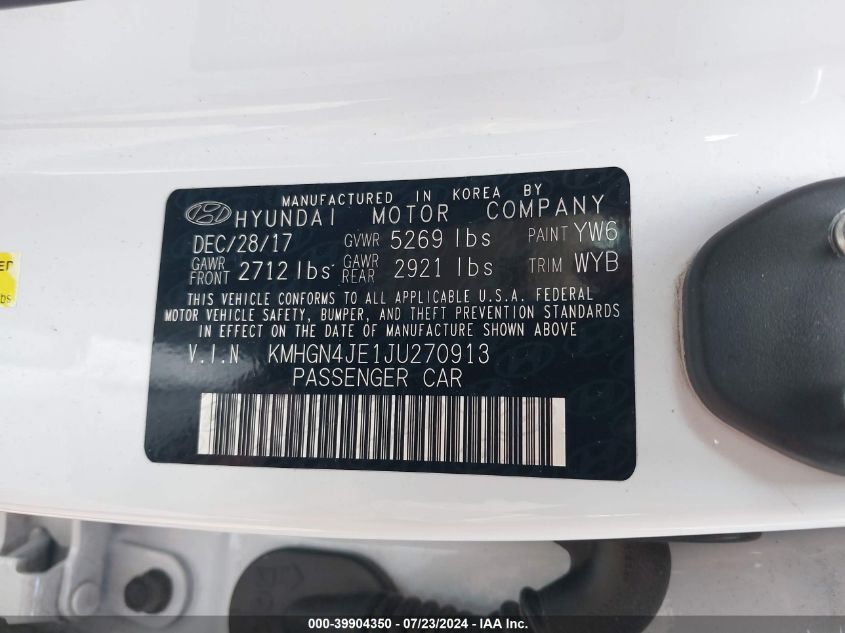 MANUFACTURED IN KOREA BY
HYUNDAI MOTOR COMPANY
DEC/28/17 GVWR 5269 lbs PAINT YW6
GAWR FRONT 2712 lbs GAWR REAR 2921 lbs TRIM WYB
THIS VEHICLE CONFORMS TO ALL APPLICABLE U.S.A. FEDERAL
MOTOR VEHICLE SAFETY, BUMPER, AND THEFT PREVENTION STANDARDS
IN EFFECT ON THE DATE OF MANUFACTURE SHOWN ABOVE
V.I.N KMHGN4JE1JU270913
PASSENGER CAR
000-39904350 - 07/23/2024 - IAA Inc.